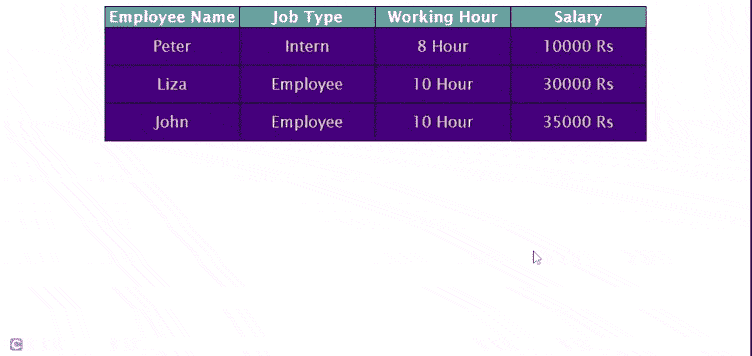 Employee Name Job Type Working Hour Salary
Peter Intern 8 Hour 10000 Rs
Liza Employee 10 Hour 30000 Rs
John Employee 10 Hour 35000 Rs